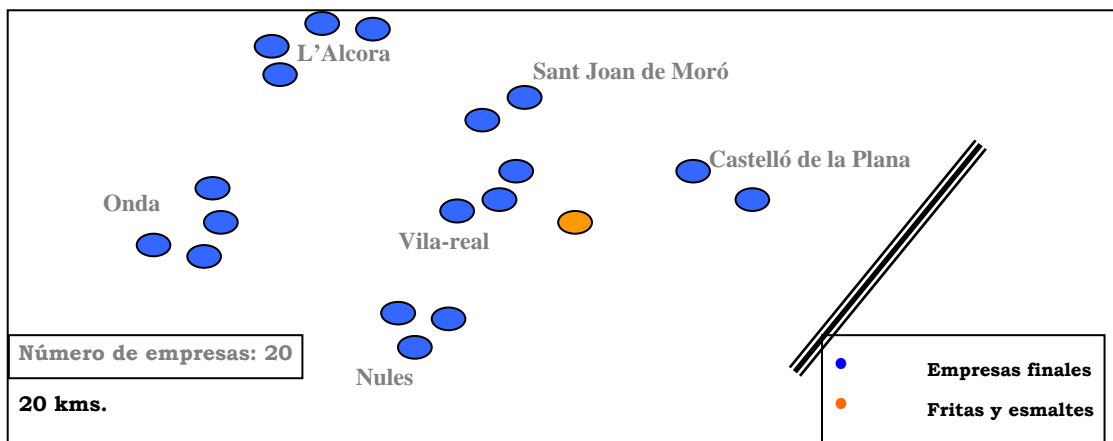 L’Alcora
Sant Joan de Moró
Castelló de la Plana
Onda
Vila-real
Número de empresas: 20
Nules
20 kms.
Empresas finales
Fritas y esmaltes